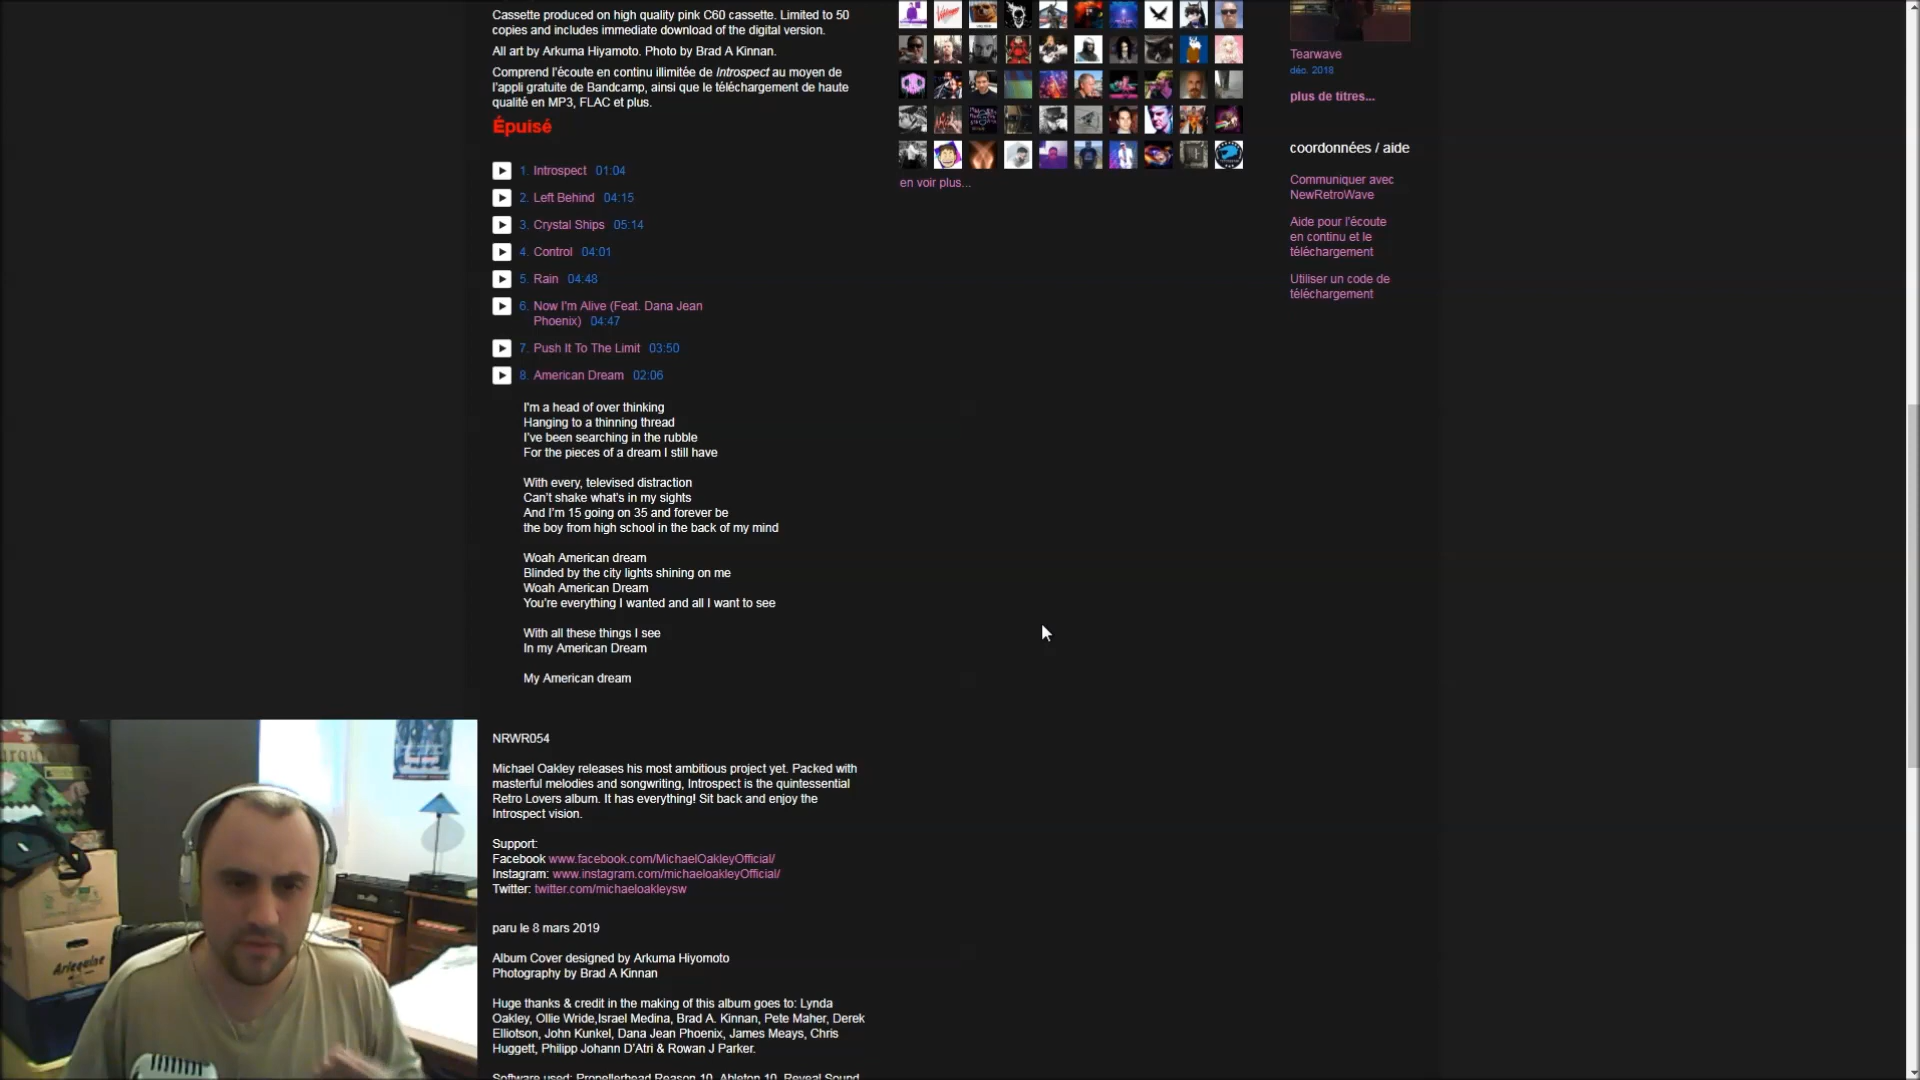 Cassette produced on high quality pink C60 cassette. Limited to 50
copies and includes immediate download of the digital version.
All art by Arkuma Hiyamoto. Photo by Brad A Kinnan.
Comprend l'écoute en continu illimitée de Introspect au moyen de
l'appli gratuite de Bandcamp, ainsi que le téléchargement de haute
qualité en MP3, FLAC et plus.
Épuisé
1. Introspect 01:04
2. Left Behind 04:15
3. Crystal Ships 05:14
4. Control 04:01
5. Rain 04:48
6. Now I'm Alive (Feat. Dana Jean
Phoenix) 04:47
7. Push It To The Limit 03:50
8. American Dream 02:06
I'm a head of over thinking
Hanging to a thinning thread
I've been searching in the rubble
For the pieces of a dream I still have
With every, televised distraction
Can't shake what's in my sights
And I'm 15 going on 35 and forever be
the boy from high school in the back of my mind
Woah American dream
Blinded by the city lights shining on me
Woah American Dream
You're everything I wanted and all I want to see
With all these things I see
In my American Dream
My American dream
NRWR054
Michael Oakley releases his most ambitious project yet. Packed with
masterful melodies and songwriting, Introspect is the quintessential
Retro Lovers album. It has everything! Sit back and enjoy the
Introspect vision.
Support:
Facebook www.facebook.com/MichaelOakleyOfficial/
Instagram: www.instagram.com/michaeloakleyOfficial/
Twitter: twitter.com/michaeloakleysw
paru le 8 mars 2019
Album Cover designed by Arkuma Hiyomoto
Photography by Brad A Kinnan
Huge thanks & credit in the making of this album goes to: Lynda
Oakley, Ollie Wride,Israel Medina, Brad A. Kinnan, Pete Maher, Derek
Elliotson, John Kunkel, Dana Jean Phoenix, James Meays, Chris
Huggett, Philipp Johann D'Atri & Rowan J Parker.
Software used: Propellerhead Reason 10, Ableton 10, Reveal Sound
en voir plus...
Tearwave
déc. 2018
plus de titres...
coordonnées / aide
Communiquer avec
NewRetroWave
Aide pour l'écoute
en continu et le
téléchargement
Utiliser un code de
téléchargement
Arlequine